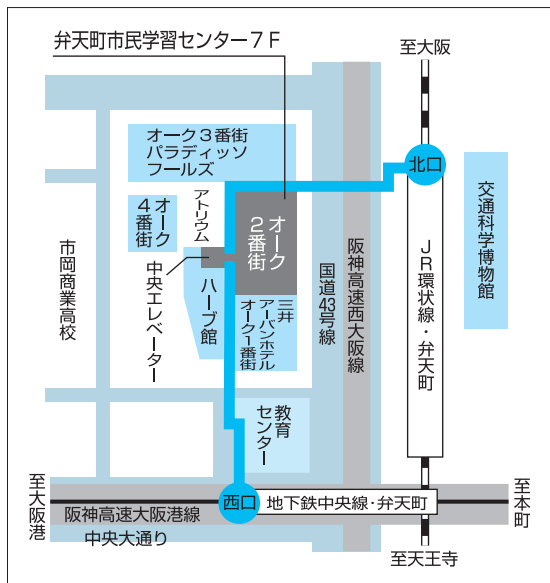 弁天町市民学習センター7F
至大阪
オーク3番街
パラディッソ
フールズ
北口
交通科学博物館
オーク
4番街
アトリウム
オーク
2番街
市岡商業高校
中央エレベーター
ハーブ館
三井
アーバンホテル
オーク1番街
国道43号線
阪神高速西大阪線
JR環状線・弁天町
教育
センター
至大阪港
西口
地下鉄中央線・弁天町
至本町
阪神高速大阪港線
中央大通り
至天王寺